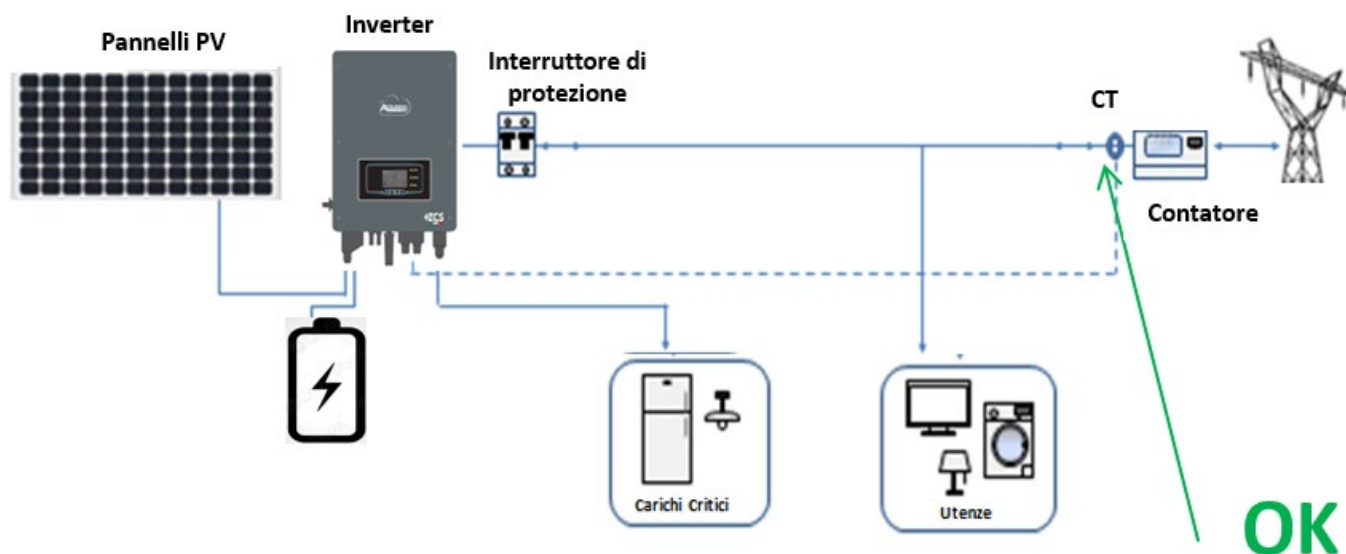 Pannelli PV
Inverter
Interruttore di
protezione
CT
Contatore
Carichi Critici
Utenze
OK